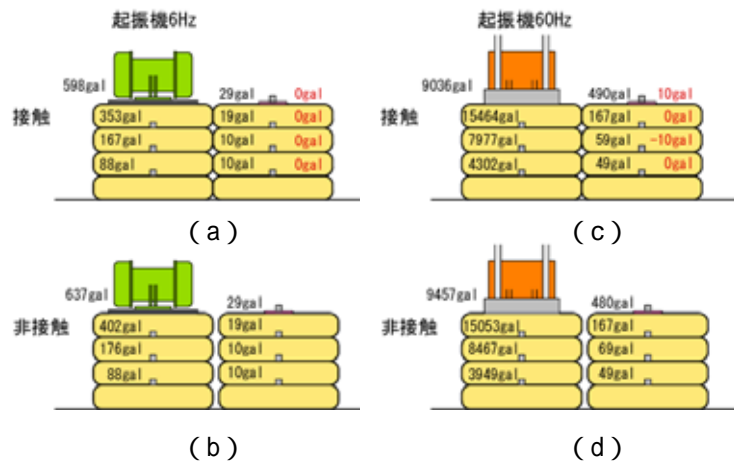 起振機6Hz
起振機60Hz
接触
598gal
353gal
167gal
88gal
29gal 0gal
19gal 0gal
10gal 0gal
10gal 0gal
(a)
9036gal
15464gal
7977gal
4302gal
490gal 10gal
167gal 0gal
59gal -10gal
49gal 0gal
接触
(c)
非接触
637gal
402gal
176gal
88gal
29gal
19gal
10gal
10gal
(b)
非接触
9457gal
15053gal
8467gal
3949gal
480gal
167gal
69gal
49gal
(d)